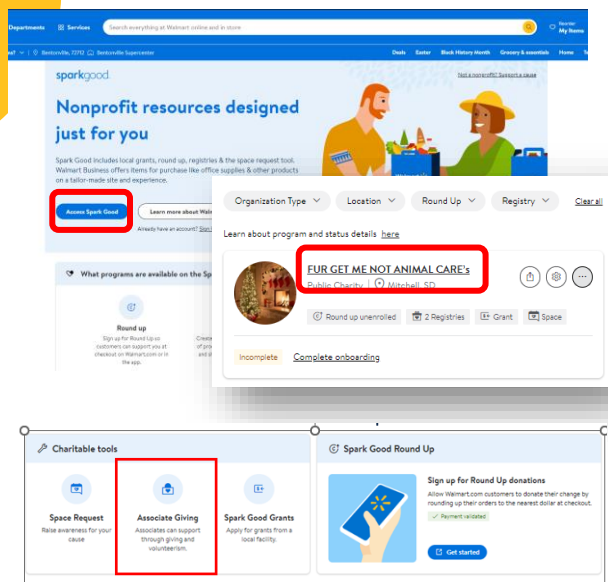 Departments
Services
Search everything at Walmart online and in store
Reorder
My Items
Bentonville, 72712
Bentonville Supercenter
Deals
Easter
Black History Month
Grocery & essentials
Home
sparkgood
Not a nonprofit? Support a cause
Nonprofit resources designed
just for you
Spark Good includes local grants, round up, registries & the space request tool.
Walmart Business offers items for purchase like office supplies & other products
on a tailor-made site and experience.
Access Spark Good
Learn more about
Already have an account?
What programs are available on the
Round up
Sign up for Round Up so
customers can support you at
checkout on Walmart.com or in
the app.
Organization Type
Location
Round Up
Registry
Clear all
Learn about program and status details here
FUR GET ME NOT ANIMAL CARE's
Public Charity
Mitchell, SD
Round up unenrolled
2 Registries
Grant
Space
Incomplete
Complete onboarding
Charitable tools
Space Request
Raise awareness for your
cause
Associate Giving
Associates can support
through giving and
volunteerism.
Spark Good Grants
Apply for grants from a
local facility.
Spark Good Round Up
Sign up for Round Up donations
Allow Walmart.com customers to donate their change by
rounding up their orders to the nearest dollar at checkout.
Payment validated
Get started